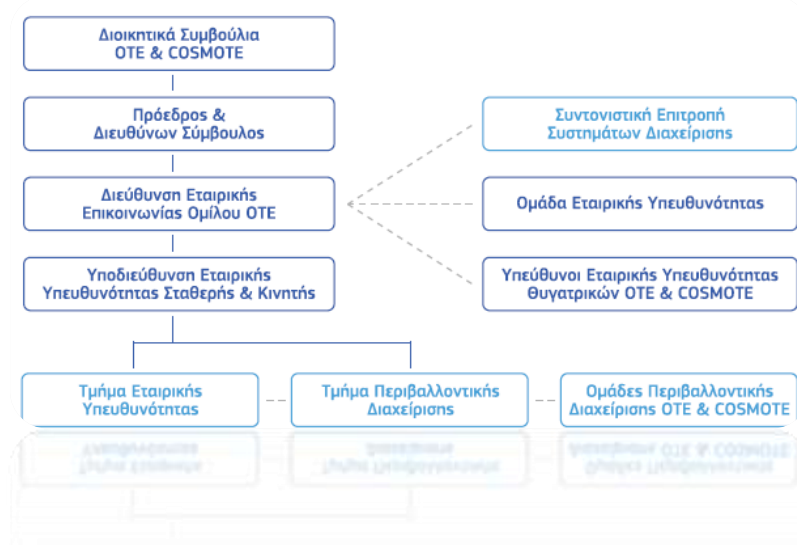 Διοικητικά Συμβούλια
ΟΤΕ & COSMOTE
Πρόεδρος &
Διευθύνων Σύμβουλος
Συντονιστική Επιτροπή
Συστημάτων Διαχείρισης
Διεύθυνση Εταιρικής
Επικοινωνίας Ομίλου ΟΤΕ
Ομάδα Εταιρικής Υπευθυνότητας
Υποδιεύθυνση Εταιρικής
Υπευθυνότητας Σταθερής & Κινητής
Υπεύθυνοι Εταιρικής Υπευθυνότητας
Θυγατρικών ΟΤΕ & COSMOTE
Τμήμα Εταιρικής
Υπευθυνότητας
Τμήμα Περιβαλλοντικής
Διαχείρισης
Ομάδες Περιβαλλοντικής
Διαχείρισης ΟΤΕ & COSMOTE